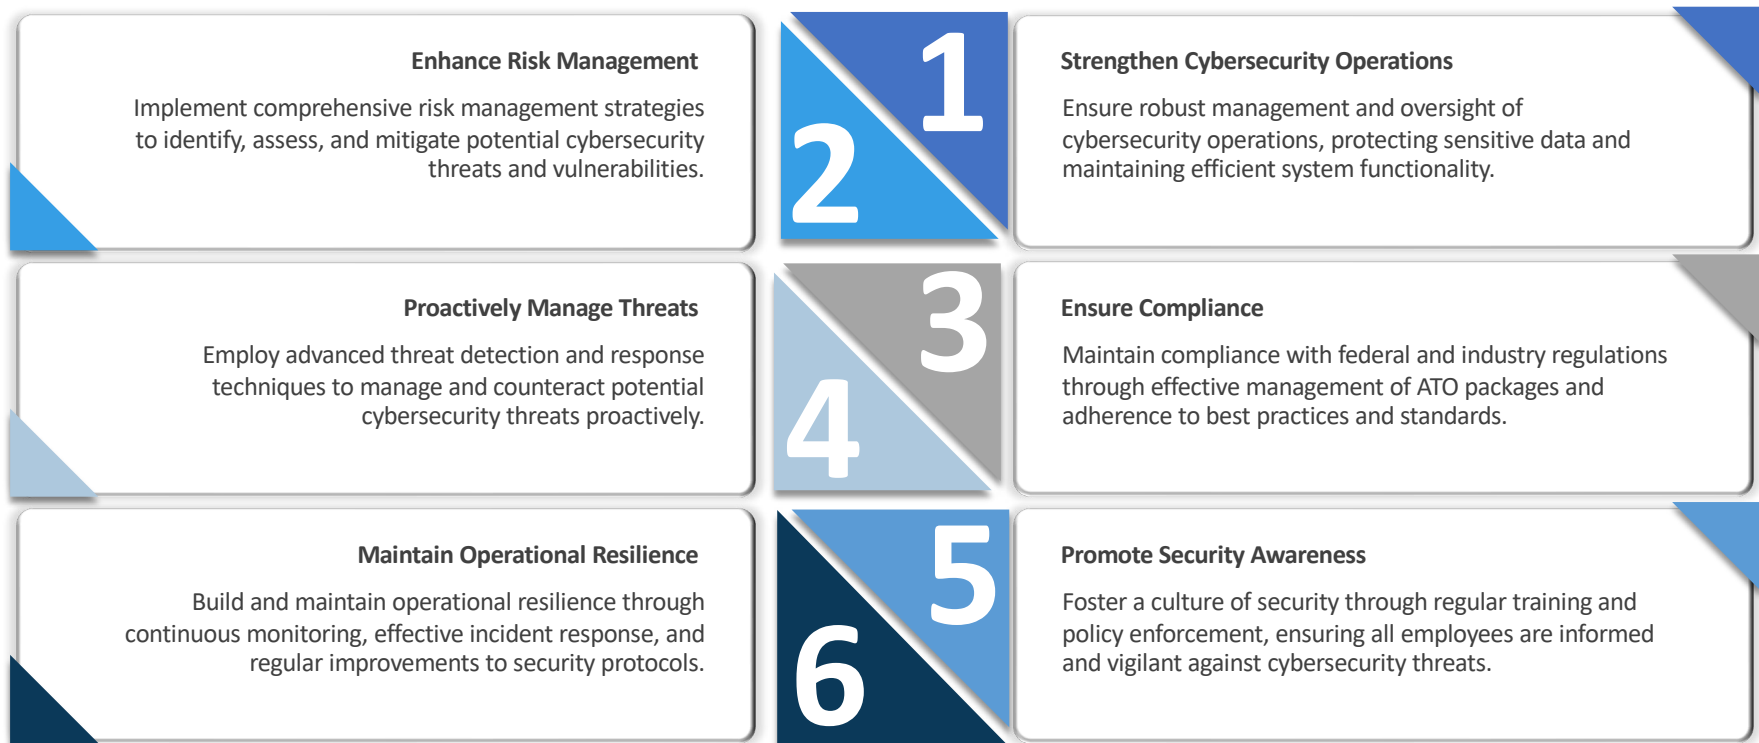 1
Strengthen Cybersecurity Operations
Ensure robust management and oversight of
cybersecurity operations, protecting sensitive data and
maintaining efficient system functionality.
2
Enhance Risk Management
Implement comprehensive risk management strategies
to identify, assess, and mitigate potential cybersecurity
threats and vulnerabilities.
3
Ensure Compliance
Maintain compliance with federal and industry regulations
through effective management of ATO packages and
adherence to best practices and standards.
4
Proactively Manage Threats
Employ advanced threat detection and response
techniques to manage and counteract potential
cybersecurity threats proactively.
5
Promote Security Awareness
Foster a culture of security through regular training and
policy enforcement, ensuring all employees are informed
and vigilant against cybersecurity threats.
6
Maintain Operational Resilience
Build and maintain operational resilience through
continuous monitoring, effective incident response, and
regular improvements to security protocols.